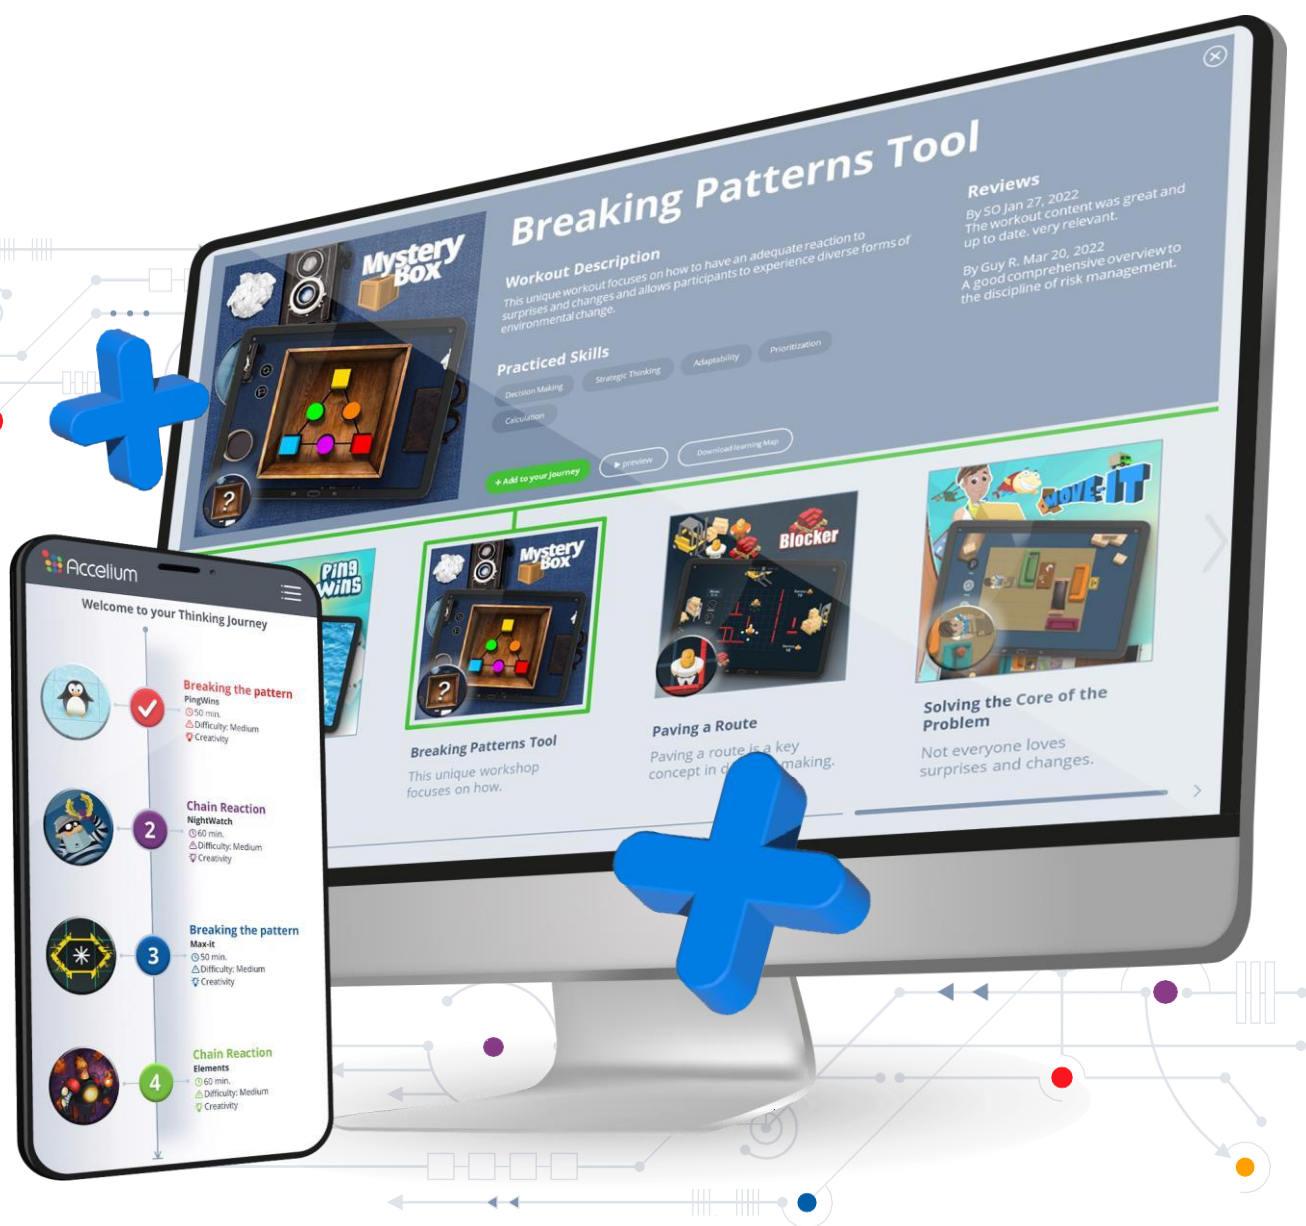 Breaking Patterns Tool
Mystery
BOX
Workout Description
This unique workout focuses on how to have an adequate reaction to
surprises and changes and allows participants to experience diverse forms of
environmental change.
Practiced Skills
Decision Making
Strategic Thinking
Adaptability
Prioritization
Calculation
+ Add to your Journey
preview
Download learning Map
Reviews
By SO Jan 27, 2022
The workout content was great and
up to date. very relevant.
By Guy R. Mar 20, 2022
A good comprehensive overview to
the discipline of risk management.
?
Ping
Wins
Mystery
BOX
?
Breaking Patterns Tool
This unique workshop
focuses on how.
Blocker
Paving a Route
Paving a route is a key
concept in making.
MOVE-IT
Solving the Core of the
Problem
Not everyone loves
surprises and changes.
Accelium
Welcome to your Thinking Journey
Breaking the pattern
PingWins
50 min.
Difficulty: Medium
Creativity
2
Chain Reaction
NightWatch
60 min.
Difficulty: Medium
Creativity
3
Breaking the pattern
Max-it
50 min.
Difficulty: Medium
Creativity
4
Chain Reaction
Elements
60 min.
Difficulty: Medium
Creativity